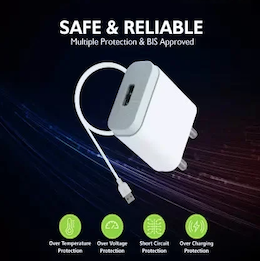 SAFE & RELIABLE
Multiple Protection & BIS Approved
Over Temperature
Protection
Over Voltage
Protection
Short Circuit
Protection
Over Charging
Protection